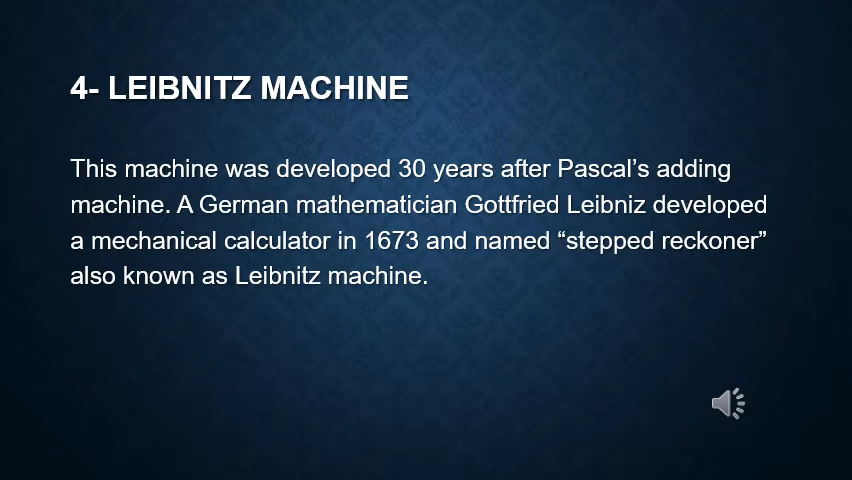 4- LEIBNITZ MACHINE
This machine was developed 30 years after Pascal’s adding
machine. A German mathematician Gottfried Leibniz developed
a mechanical calculator in 1673 and named “stepped reckoner”
also known as Leibnitz machine.